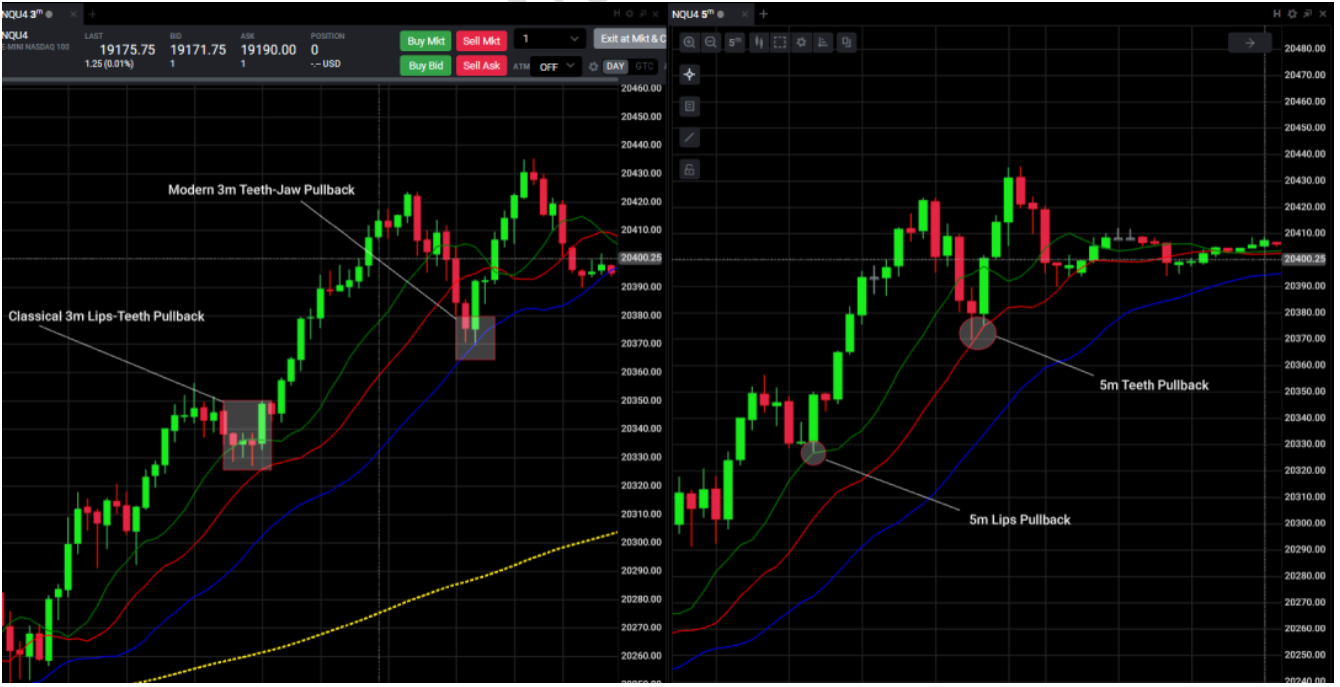 NQU4 3m
NQU4
E-MINI NASDAQ 100
LAST
19175.75
1.25 (0.01%)
BID
19171.75
1
ASK
19190.00
1
POSITION
0
-.-- USD
Buy Mkt
Sell Mkt
1
Exit at Mkt & C
Buy Bid
Sell Ask
ATM
OFF
DAY
GTC
H
20460.00
20450.00
20440.00
20430.00
20420.00
20410.00
20400.25
20390.00
20380.00
20370.00
20360.00
20350.00
20340.00
20330.00
20320.00
20310.00
20300.00
20290.00
20280.00
20270.00
20260.00
20250.00
Modern 3m Teeth-Jaw Pullback
Classical 3m Lips-Teeth Pullback
NQU4 5m
H
5m
20480.00
20470.00
20460.00
20450.00
20440.00
20430.00
20420.00
20410.00
20400.25
20390.00
20380.00
20370.00
20360.00
20350.00
20340.00
20330.00
20320.00
20310.00
20300.00
20290.00
20280.00
20270.00
20260.00
20250.00
20240.00
5m Teeth Pullback
5m Lips Pullback